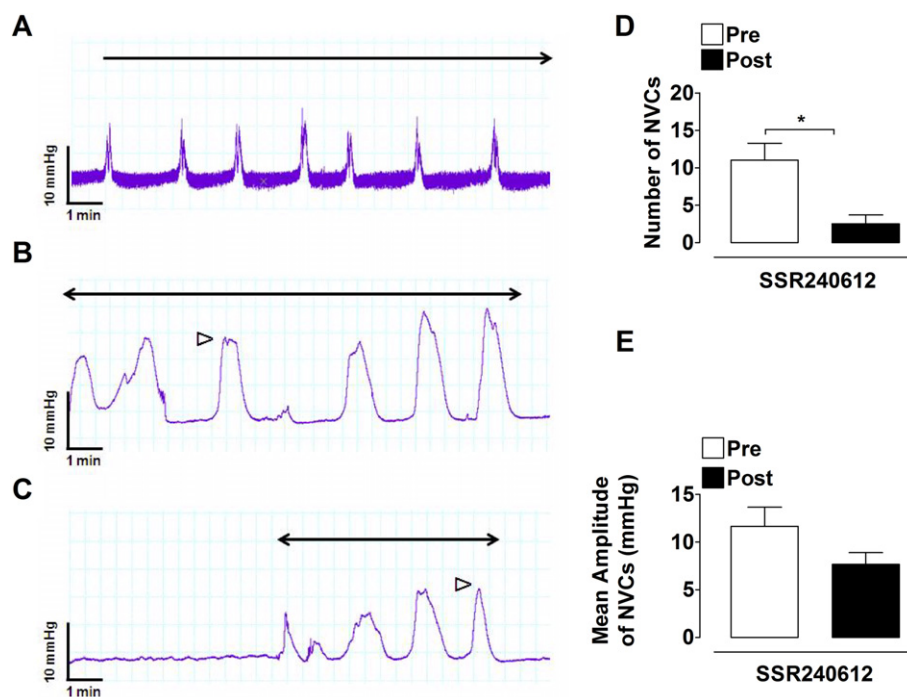 A
10 mmHg
1 min
B
10 mmHg
1 min
C
10 mmHg
1 min
D
Pre
Post
Number of NVCs
20
15
10
5
0
*
SSR240612
E
Pre
Post
Mean Amplitude
of NVCs (mmHg)
15
10
5
0
SSR240612